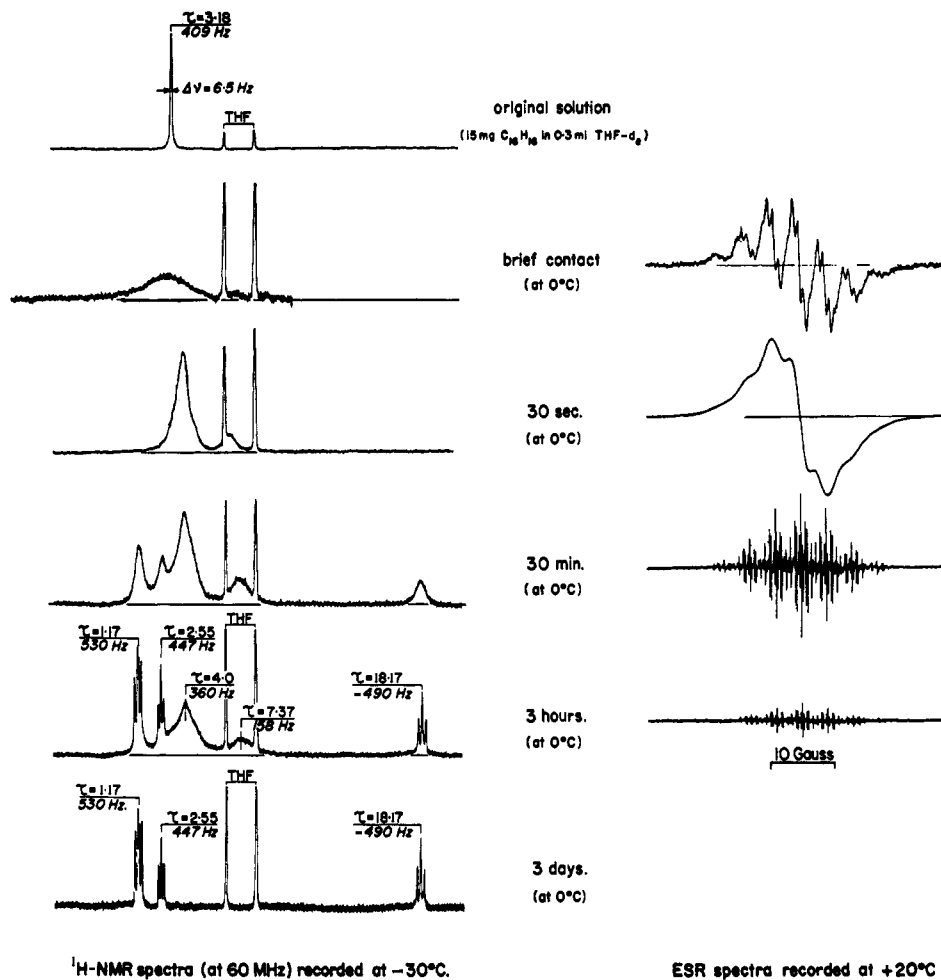 τ=3·18
409 Hz
Δν = 6·5 Hz
THF
original solution
(15mg C₁₆H₁₆ in 0·3 ml THF-d₈)
brief contact
(at 0°C)
30 sec.
(at 0°C)
30 min.
(at 0°C)
τ=1·17
530 Hz
τ=2·55
447 Hz
τ=4·0
360 Hz
THF
τ=7·37
158 Hz
τ=18·17
-490 Hz
3 hours.
(at 0°C)
10 Gauss
τ=1·17
530 Hz.
τ=2·55
447 Hz
THF
τ=18·17
-490 Hz
3 days.
(at 0°C)
¹H-NMR spectra (at 60 MHz) recorded at -30°C.
ESR spectra recorded at +20°C